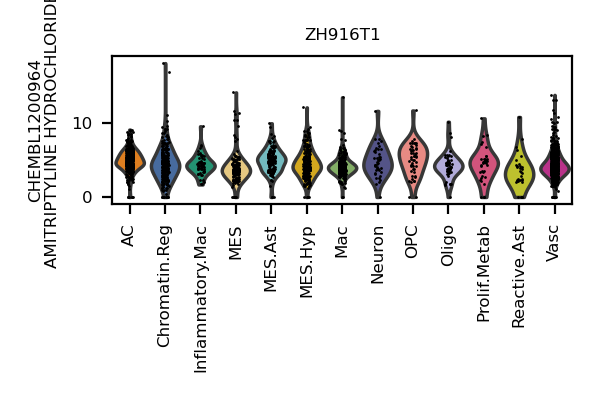 ZH916T1
CHEMBL1200964
AMITRIPTYLINE HYDROCHLORIDE
10
0
AC
Chromatin.Reg
Inflammatory.Mac
MES
MES.Ast
MES.Hyp
Mac
Neuron
OPC
Oligo
Prolif.Metab
Reactive.Ast
Vasc